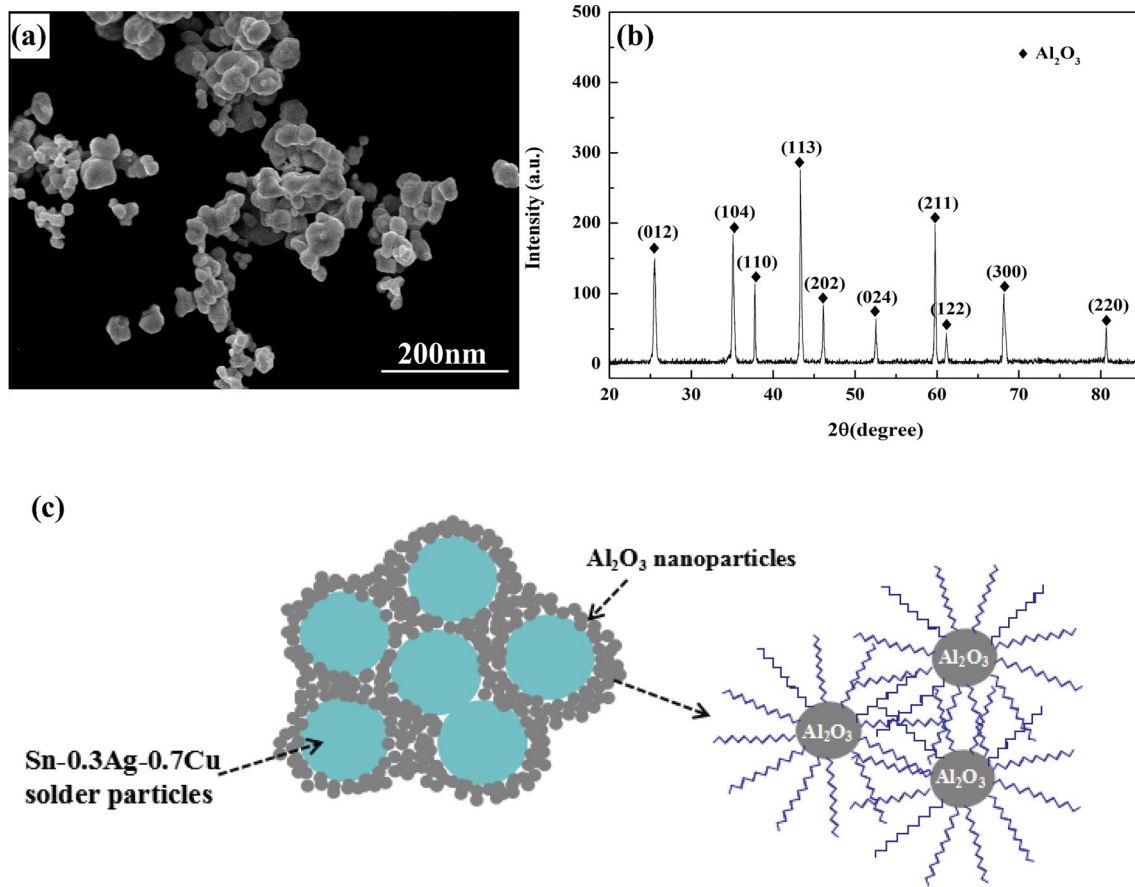 (a)
200nm
(b)
◆ Al₂O₃
500
400
300
200
100
0
Intensity (a.u.)
(012)
(104)
(110)
(113)
(202)
(024)
(211)
(122)
(300)
(220)
20 30 40 50 60 70 80
2θ(degree)
(c)
Al₂O₃ nanoparticles
Sn-0.3Ag-0.7Cu
solder particles
Al₂O₃
Al₂O₃
Al₂O₃